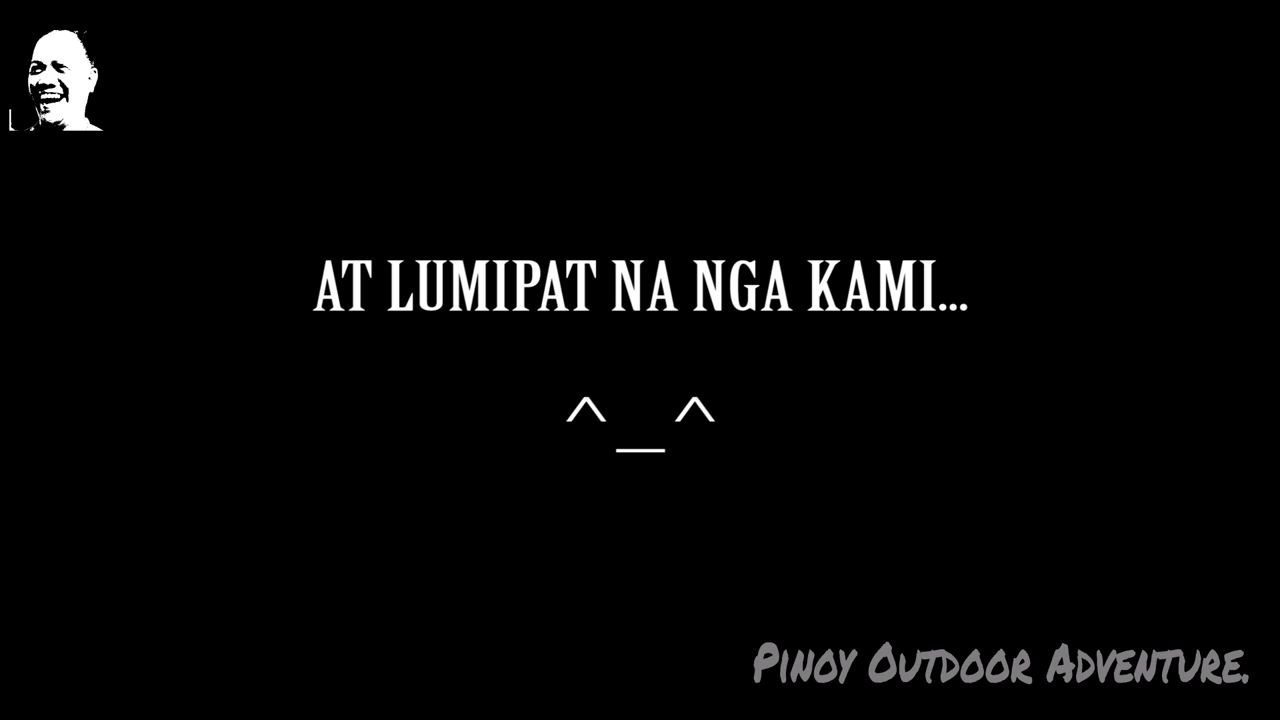 AT LUMIPAT NA NGA KAMI...
^_^
PINOY OUTDOOR ADVENTURE.